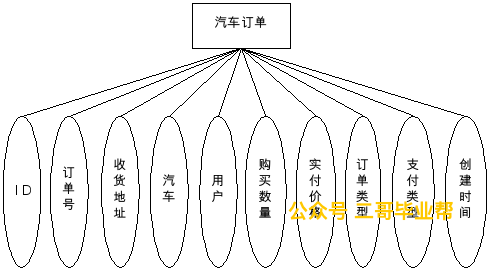 汽车订单
ID
订单号
收货地址
汽车
用户
购买数量
实付价格
订单类型
支付类型
创建时间
公众号 二哥毕业帮